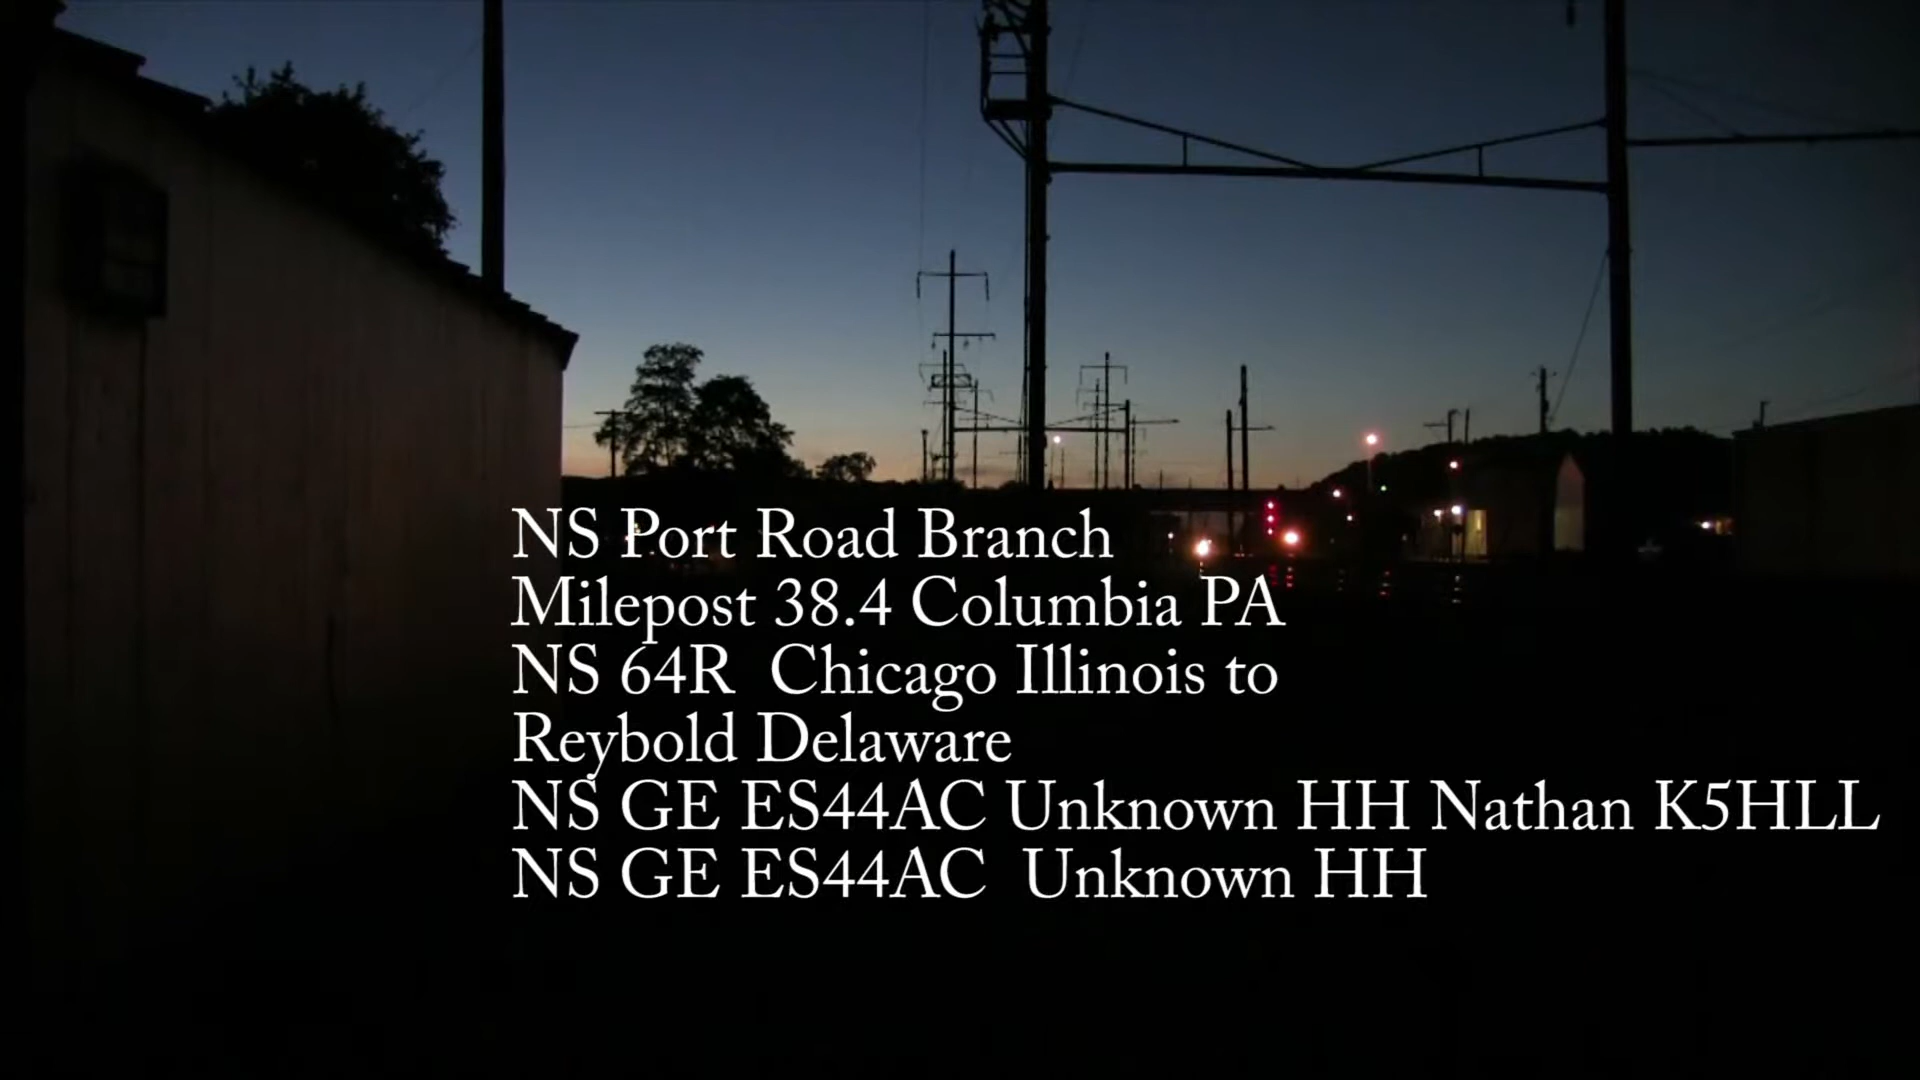 NS Port Road Branch
Milepost 38.4 Columbia PA
NS 64R  Chicago Illinois to
Reybold Delaware
NS GE ES44AC Unknown HH Nathan K5HLL
NS GE ES44AC  Unknown HH